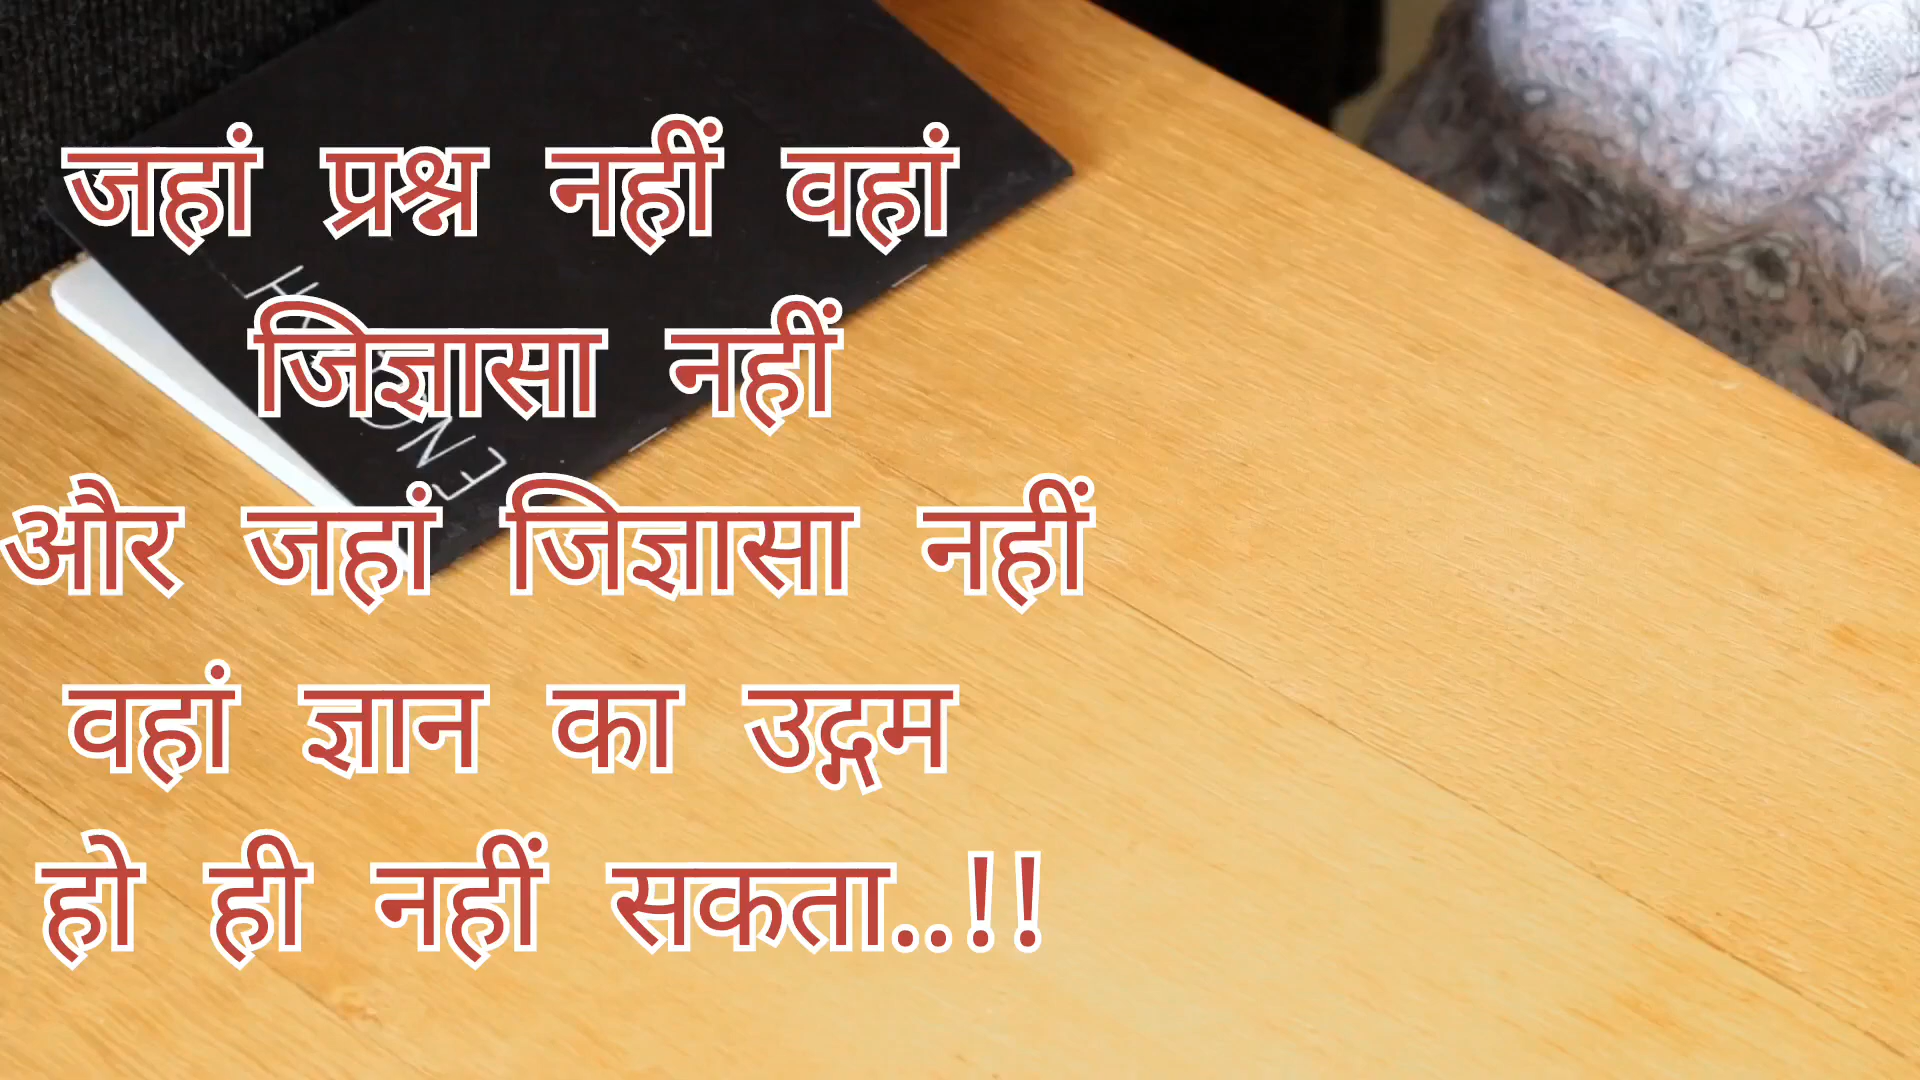 जहां प्रश्न नहीं वहां
जिज्ञासा नहीं
और जहां जिज्ञासा नहीं
वहां ज्ञान का उद्गम
हो ही नहीं सकता..!!